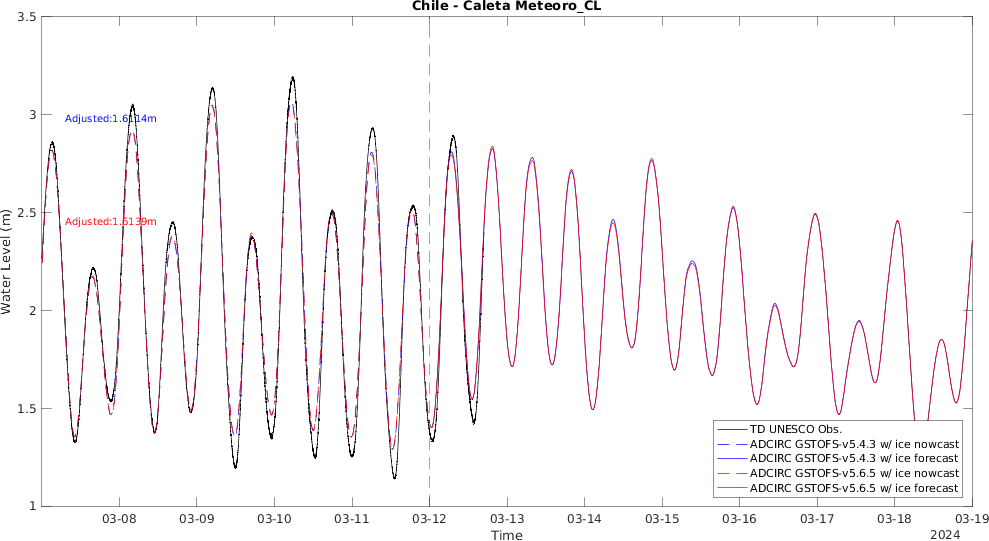 Chile - Caleta Meteoro_CL
3.5
3
2.5
2
1.5
1
Water Level (m)
Adjusted:1.6114m
Adjusted:1.6139m
TD UNESCO Obs.
ADCIRC GSTOFS-v5.4.3 w/ ice nowcast
ADCIRC GSTOFS-v5.4.3 w/ ice forecast
ADCIRC GSTOFS-v5.6.5 w/ ice nowcast
ADCIRC GSTOFS-v5.6.5 w/ ice forecast
03-08 03-09 03-10 03-11 03-12 03-13 03-14 03-15 03-16 03-17 03-18 03-19
Time
2024